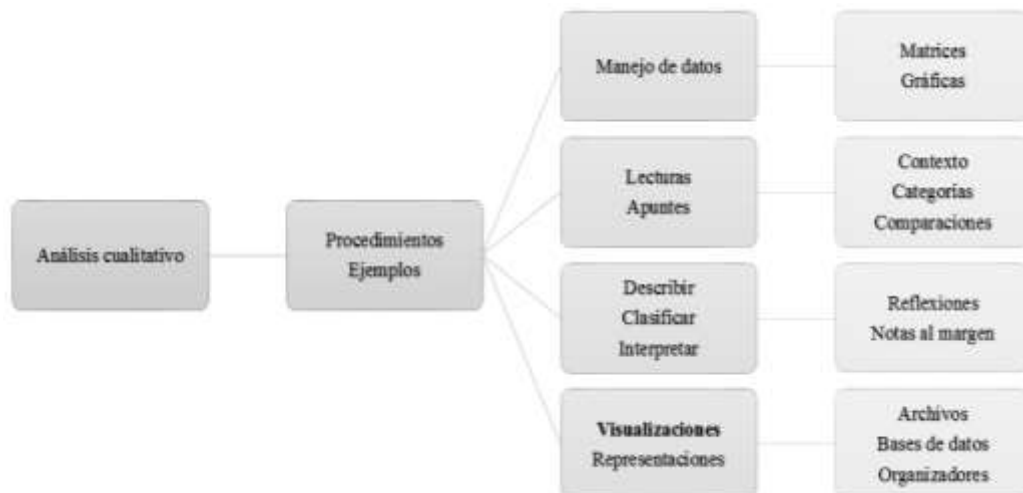 Análisis cualitativo
Procedimientos
Ejemplos
Manejo de datos
Matrices
Gráficas
Lecturas
Apuntes
Contexto
Categorías
Comparaciones
Describir
Clasificar
Interpretar
Reflexiones
Notas al margen
Visualizaciones
Representaciones
Archivos
Bases de datos
Organizadores